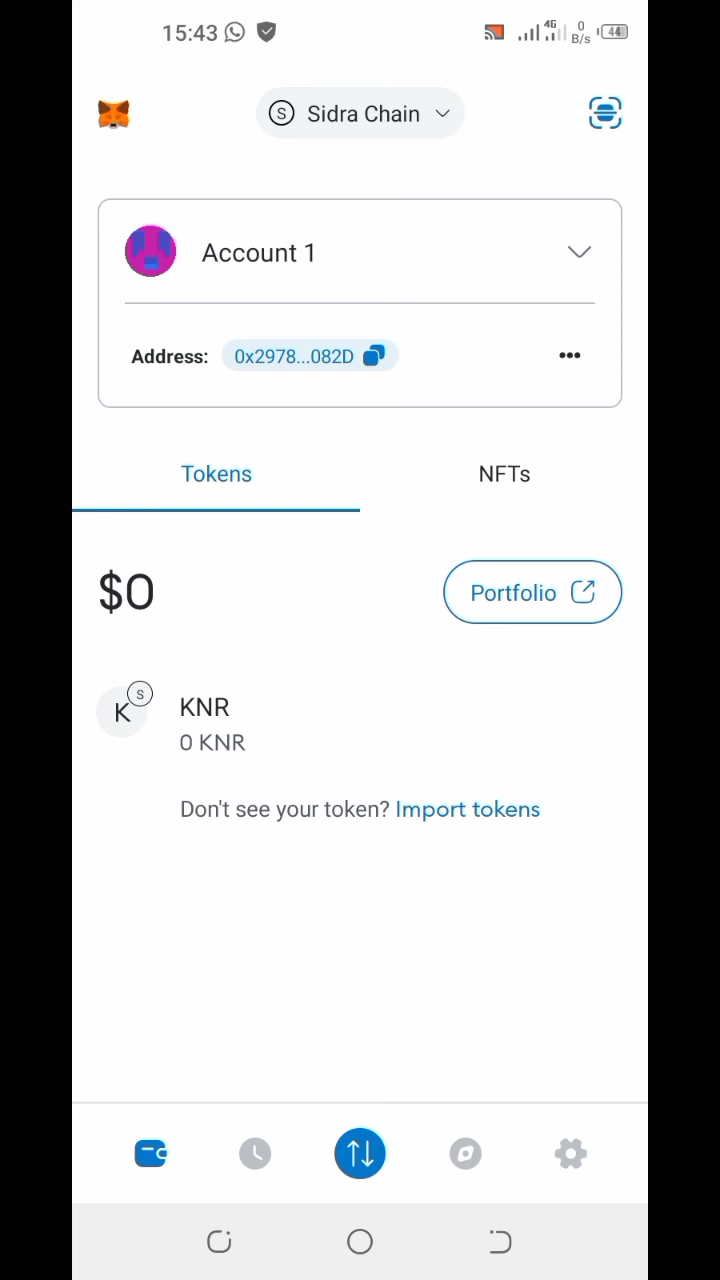 15:43
4G
0
B/s
44
S Sidra Chain
Account 1
Address: 0x2978...082D
Tokens NFTs
$0 Portfolio
K S
KNR
0 KNR
Don't see your token? Import tokens